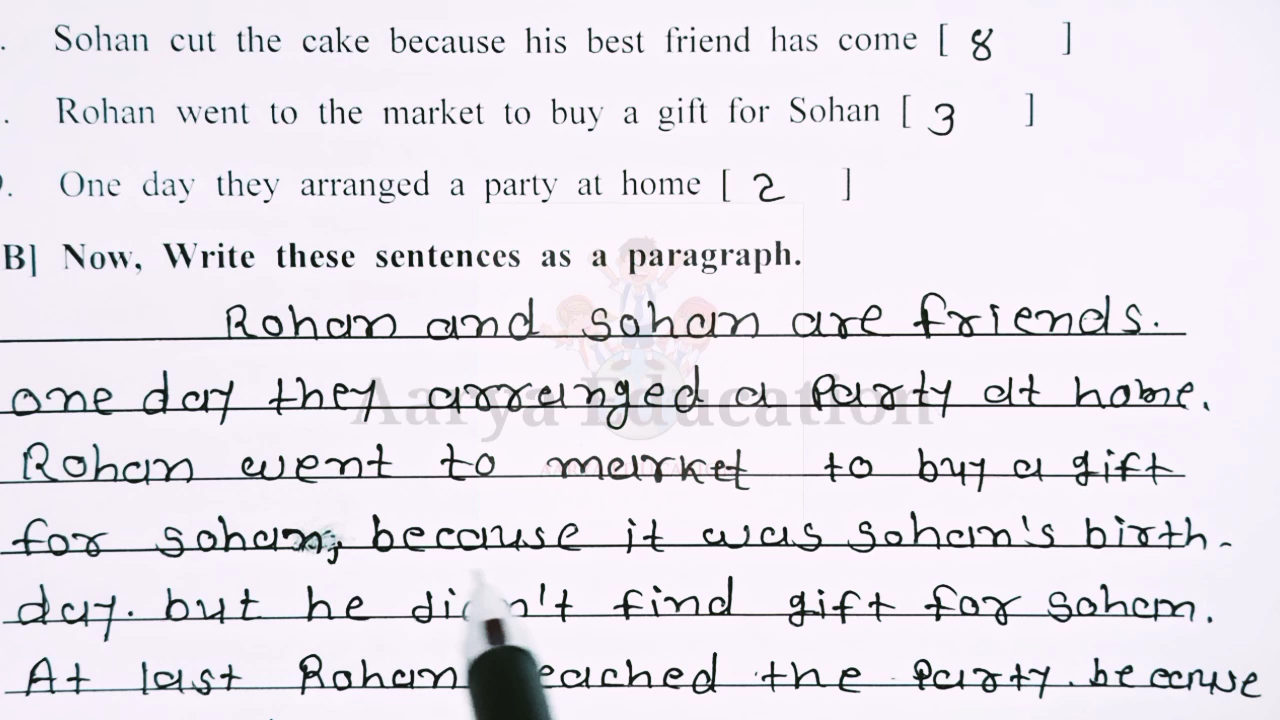 . Sohan cut the cake because his best friend has come [ 8 ]
. Rohan went to the market to buy a gift for Sohan [ 3 ]
. One day they arranged a party at home [ 2 ]
B] Now, Write these sentences as a paragraph.
Rohan and sohan are friends.
one day they arranged a party at home.
Aarya Education
Rohan went to market to buy a gift
for sohan, because it was sohan's birth-
day. but he didn't find gift for sohan.
At last Rohan reached the party. because